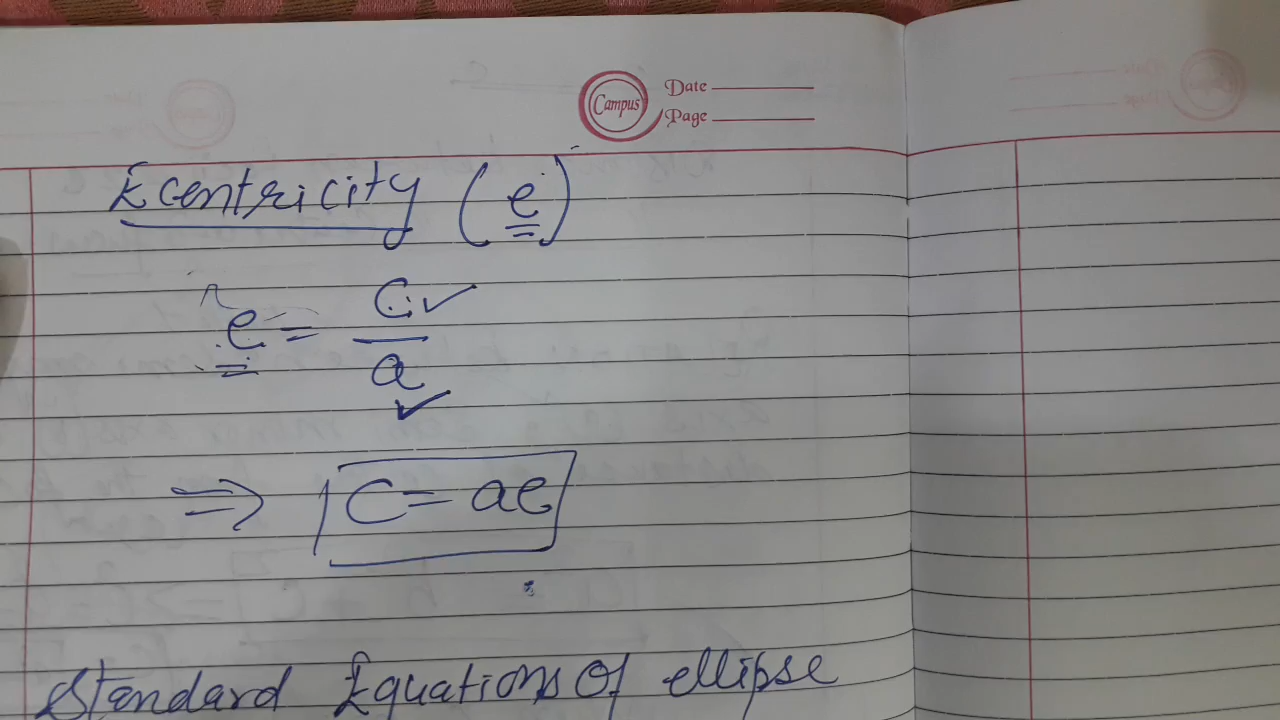 Campus
Date
Page
Ecentricity (e)
e = c/a
⇒ C = ae
Standard Equations of ellipse